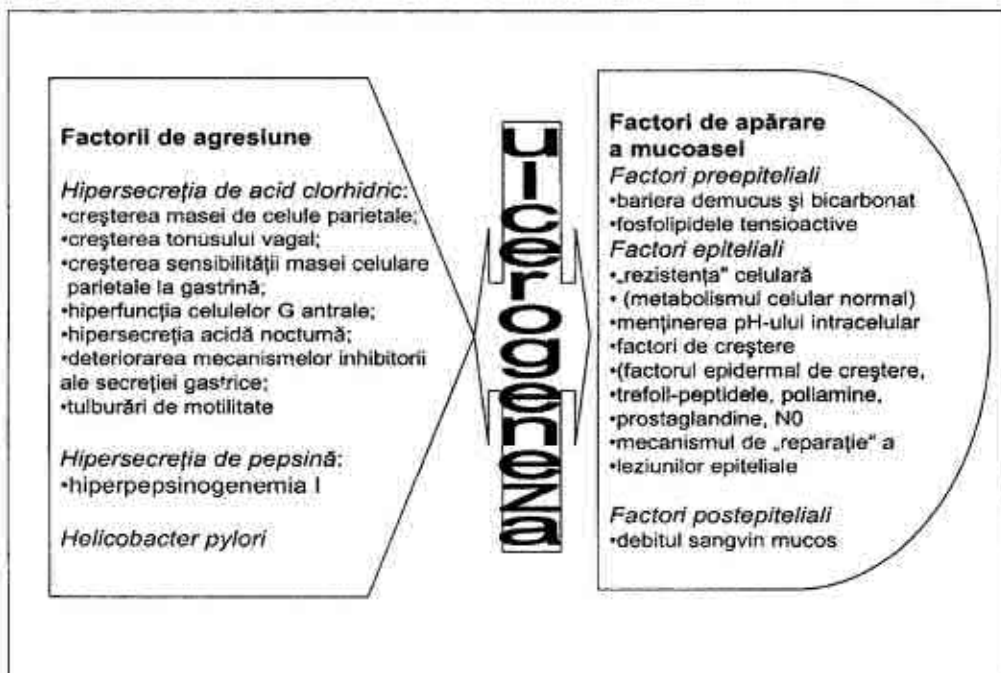 Factorii de agresiune
Hipersecreția de acid clorhidric:
•creșterea masei de celule parietale;
•creșterea tonusului vagal;
•creșterea sensibilității masei celulare
parietale la gastrină;
•hiperfuncția celulelor G antrale;
•hipersecreția acidă nocturnă;
•deteriorarea mecanismelor inhibitorii
ale secreției gastrice;
•tulburări de motilitate
Hipersecreția de pepsină:
•hiperpepsinogenemia I
Helicobacter pylori
ulcerogeneza
Factori de apărare
a mucoasei
Factori preepiteliali
•bariera demucus și bicarbonat
•fosfolipidele tensioactive
Factori epiteliali
•„rezistența" celulară
• (metabolismul celular normal)
•menținerea pH-ului intracelular
•factori de creștere
•(factorul epidermal de creștere,
•trefoil-peptidele, poliamine,
•prostaglandine, N0
•mecanismul de „reparație" a
•leziunilor epiteliale
Factori postepiteliali
•debitul sangvin mucos